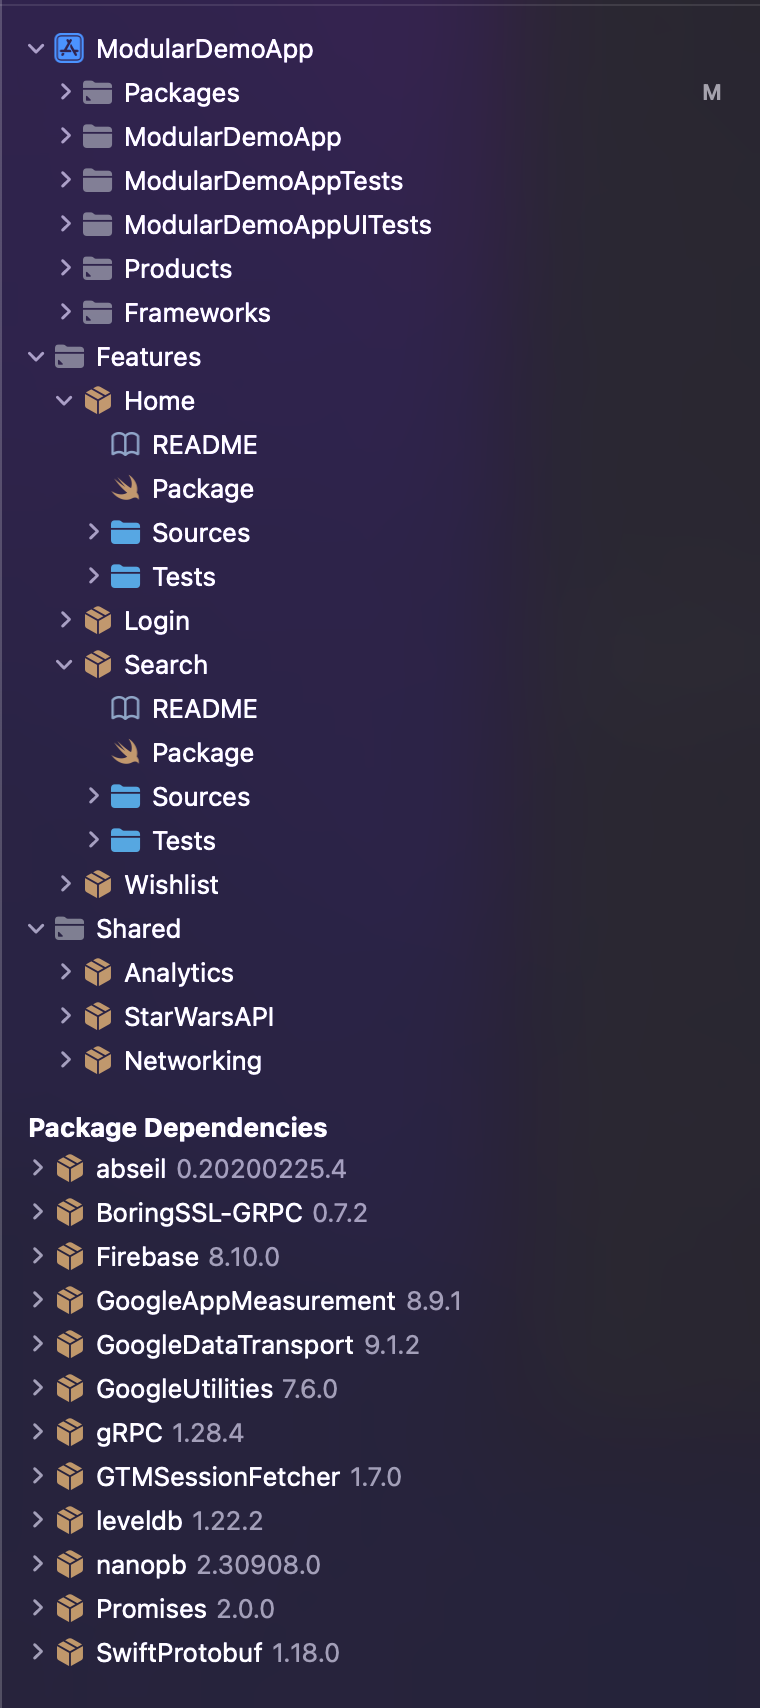 ModularDemoApp
Packages M
ModularDemoApp
ModularDemoAppTests
ModularDemoAppUITests
Products
Frameworks
Features
Home
README
Package
Sources
Tests
Login
Search
README
Package
Sources
Tests
Wishlist
Shared
Analytics
StarWarsAPI
Networking
Package Dependencies
abseil 0.20200225.4
BoringSSL-GRPC 0.7.2
Firebase 8.10.0
GoogleAppMeasurement 8.9.1
GoogleDataTransport 9.1.2
GoogleUtilities 7.6.0
gRPC 1.28.4
GTMSessionFetcher 1.7.0
leveldb 1.22.2
nanopb 2.30908.0
Promises 2.0.0
SwiftProtobuf 1.18.0